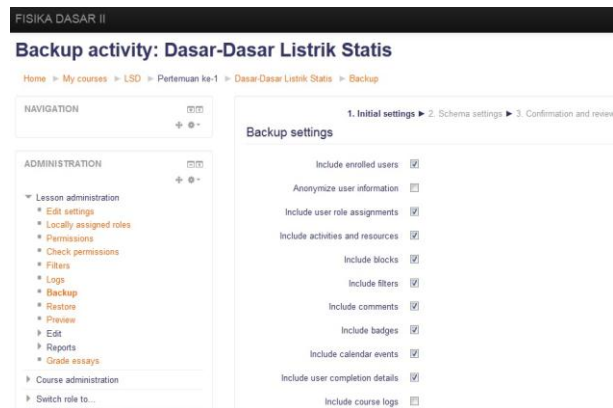 FISIKA DASAR II
Backup activity: Dasar-Dasar Listrik Statis
Home ► My courses ► LSD ► Pertemuan ke-1 ► Dasar-Dasar Listrik Statis ► Backup
NAVIGATION
ADMINISTRATION
Lesson administration
Edit settings
Locally assigned roles
Permissions
Check permissions
Filters
Logs
Backup
Restore
Preview
Edit
Reports
Grade essays
Course administration
Switch role to...
1. Initial settings ► 2. Schema settings ► 3. Confirmation and review
Backup settings
Include enrolled users
Anonymize user information
Include user role assignments
Include activities and resources
Include blocks
Include filters
Include comments
Include badges
Include calendar events
Include user completion details
Include course logs